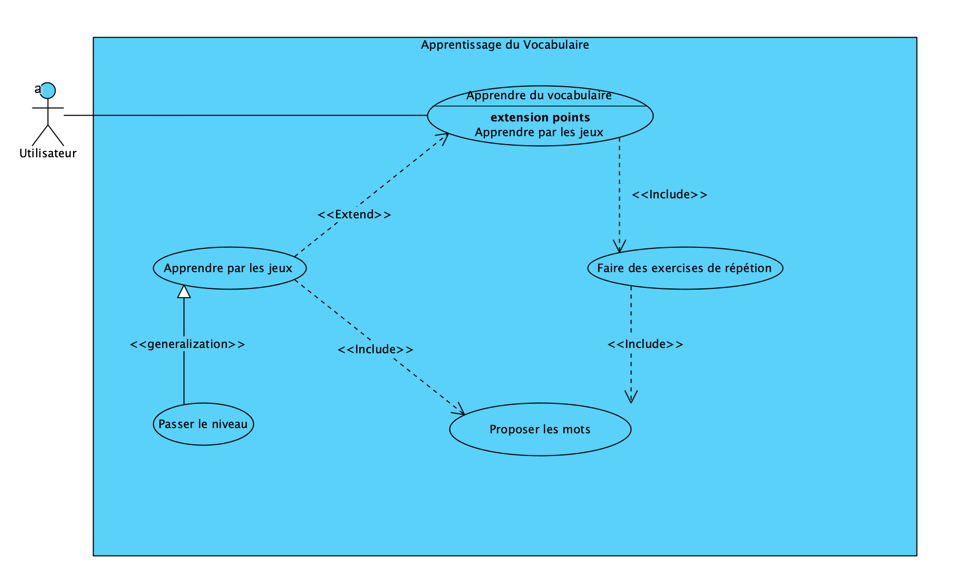 Apprentissage du Vocabulaire
a
Utilisateur
Apprendre du vocabulaire
extension points
Apprendre par les jeux
<<Include>>
<<Extend>>
Apprendre par les jeux
Faire des exercises de répétion
<<generalization>>
<<Include>>
<<Include>>
Passer le niveau
Proposer les mots